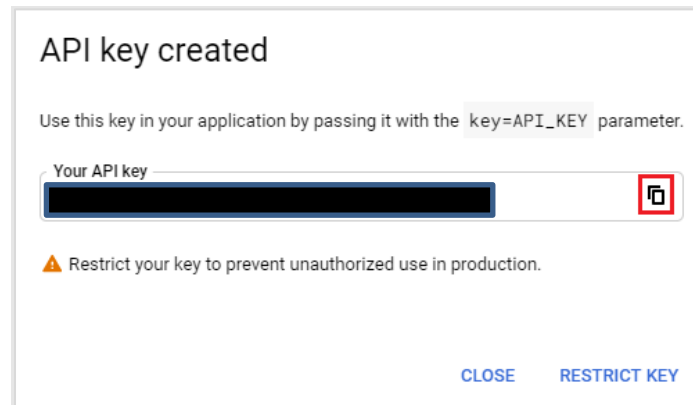 API key created
Use this key in your application by passing it with the key=API_KEY parameter.
Your API key
Restrict your key to prevent unauthorized use in production.
CLOSE RESTRICT KEY